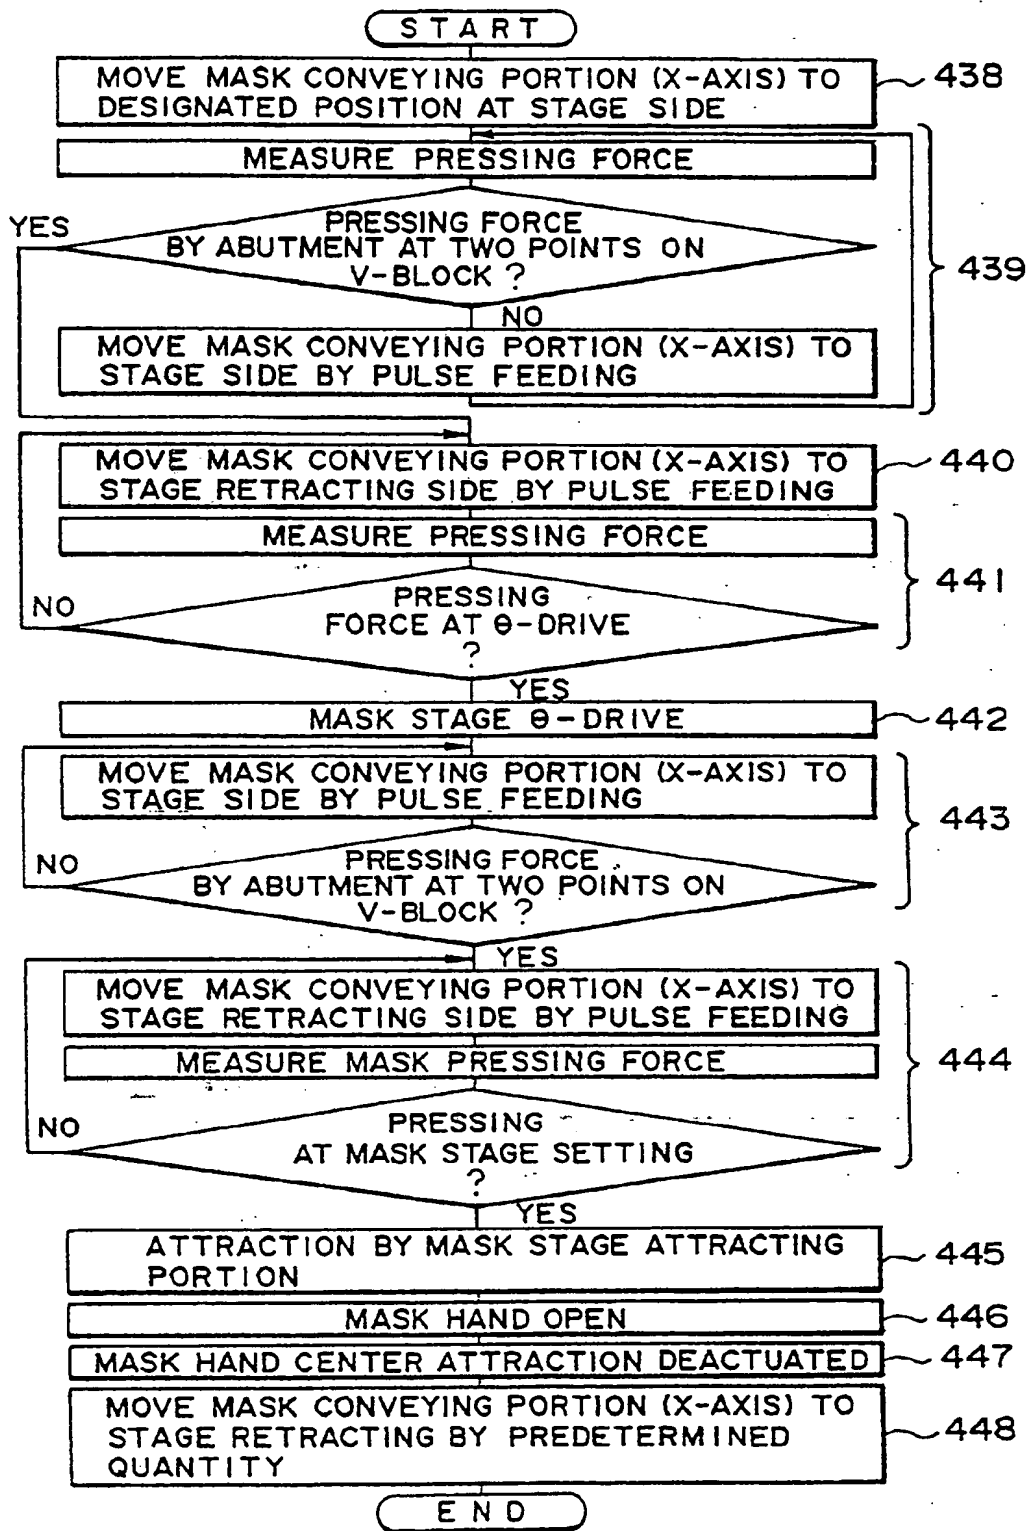 START
MOVE MASK CONVEYING PORTION (X-AXIS) TO
DESIGNATED POSITION AT STAGE SIDE
438
MEASURE PRESSING FORCE
YES
PRESSING FORCE
BY ABUTMENT AT TWO POINTS ON
V-BLOCK ?
439
NO
MOVE MASK CONVEYING PORTION (X-AXIS) TO
STAGE SIDE BY PULSE FEEDING
MOVE MASK CONVEYING PORTION (X-AXIS) TO
STAGE RETRACTING SIDE BY PULSE FEEDING
440
MEASURE PRESSING FORCE
441
NO
PRESSING
FORCE AT θ-DRIVE
?
YES
MASK STAGE θ-DRIVE
442
MOVE MASK CONVEYING PORTION (X-AXIS) TO
STAGE SIDE BY PULSE FEEDING
443
NO
PRESSING FORCE
BY ABUTMENT AT TWO POINTS ON
V-BLOCK ?
YES
MOVE MASK CONVEYING PORTION (X-AXIS) TO
STAGE RETRACTING SIDE BY PULSE FEEDING
MEASURE MASK PRESSING FORCE
444
NO
PRESSING
AT MASK STAGE SETTING
?
YES
ATTRACTION BY MASK STAGE ATTRACTING
PORTION
445
MASK HAND OPEN
446
MASK HAND CENTER ATTRACTION DEACTUATED
447
MOVE MASK CONVEYING PORTION (X-AXIS) TO
STAGE RETRACTING BY PREDETERMINED
QUANTITY
448
END